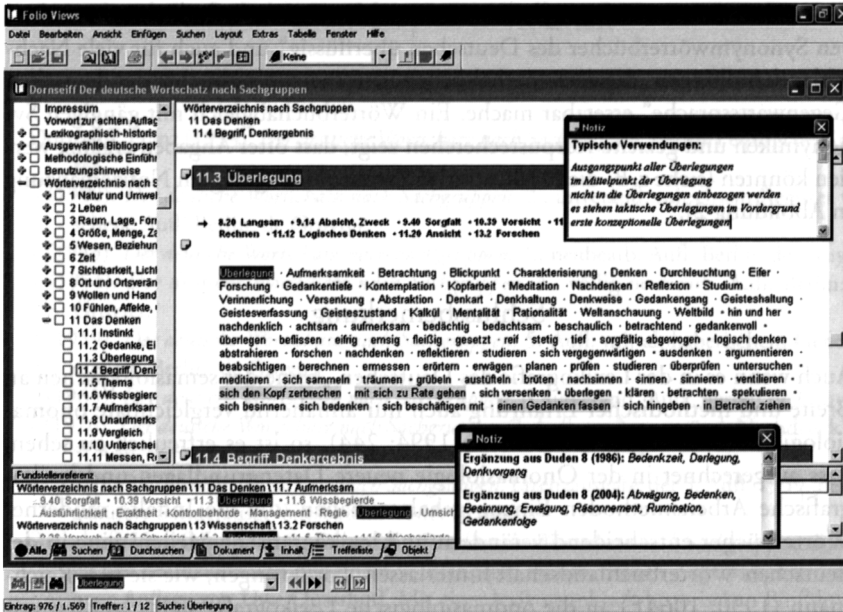 Folio Views
Datei Bearbeiten Ansicht Einfügen Suchen Layout Extras Tabelle Fenster Hilfe
Keine
Dornseiff Der deutsche Wortschatz nach Sachgruppen
Impressum
Vorwort zur achten Auflag
Lexikographisch-historis
Ausgewählte Bibliograph
Methodologische Einführ
Benutzungshinweise
Wörterverzeichnis nach S
1 Natur und Umwel
2 Leben
3 Raum, Lage, Forn
4 Größe, Menge, Za
5 Wesen, Beziehun
6 Zeit
7 Sichtbarkeit, Licht
8 Ort und Ortsverän
9 Wollen und Hand
10 Fühlen, Affekte,
11 Das Denken
11.1 Instinkt
11.2 Gedanke, Ei
11.3 Überlegung
11.4 Begriff, Denk
11.5 Thema
11.6 Wissbegierd
11.7 Aufmerksam
11.8 Unaufmerks
11.9 Vergleich
11.10 Unterschei
11.11 Messen, R
Wörterverzeichnis nach Sachgruppen
11 Das Denken
11.4 Begriff, Denkergebnis
11.3 Überlegung
→ 8.20 Langsam • 9.14 Absicht, Zweck • 9.40 Sorgfalt • 10.39 Vorsicht • 11
Rechnen • 11.12 Logisches Denken • 11.20 Ansicht • 13.2 Forschen
Überlegung · Aufmerksamkeit · Betrachtung · Blickpunkt · Charakterisierung · Denken · Durchleuchtung · Eifer ·
Forschung · Gedankentiefe · Kontemplation · Kopfarbeit · Meditation · Nachdenken · Reflexion · Studium ·
Verinnerlichung · Versenkung · Abstraktion · Denkart · Denkhaltung · Denkweise · Gedankengang · Geisteshaltung ·
Geistesverfassung · Geisteszustand · Kalkül · Mentalität · Rationalität · Weltanschauung · Weltbild • hin und her •
nachdenklich · achtsam · aufmerksam · bedächtig · bedachtsam · beschaulich · betrachtend · gedankenvoll ·
überlegen · beflissen · eifrig · emsig · fleißig · gesetzt · reif · stetig · tief • sorgfältig abgewogen • logisch denken ·
abstrahieren · forschen · nachdenken · reflektieren · studieren · sich vergegenwärtigen · ausdenken · argumentieren ·
beabsichtigen · berechnen · ermessen · erörtern · erwägen · planen · prüfen · studieren · überprüfen · untersuchen
meditieren · sich sammeln · träumen · grübeln · austüfteln · brüten · nachsinnen · sinnen · sinnieren · ventilieren ·
sich den Kopf zerbrechen · mit sich zu Rate gehen · sich versenken · überlegen • klären · betrachten · spekulieren ·
sich besinnen · sich bedenken · sich beschäftigen mit · einen Gedanken fassen · sich hingeben · in Betracht ziehen
11.4 Begriff, Denkergebnis
Notiz
Typische Verwendungen:
Ausgangspunkt aller Überlegungen
im Mittelpunkt der Überlegung
nicht in die Überlegungen einbezogen werden
es stehen taktische Überlegungen im Vordergrund
erste konzeptionelle Überlegungen
Notiz
Ergänzung aus Duden 8 (1986): Bedenkzeit, Derlegung,
Denkvorgang
Ergänzung aus Duden 8 (2004): Abwägung, Bedenken,
Besinnung, Erwägung, Räsonnement, Rumination,
Gedankenfolge
Fundstellenreferenz
Wörterverzeichnis nach Sachgruppen \ 11 Das Denken \ 11.7 Aufmerksam
9.40 Sorgfalt • 10.39 Vorsicht • 11.3 Überlegung • 11.6 Wissbegierde
Ausführlichkeit · Exaktheit · Kontrollbehörde · Management · Regie · Überlegung · Umsich
Wörterverzeichnis nach Sachgruppen \ 13 Wissenschaft \ 13.2 Forschen
Alle Suchen Durchsuchen Dokument Inhalt Trefferliste Objekt
Überlegung
Eintrag: 976 / 1.569 Treffer: 1 / 12 Suche: Überlegung